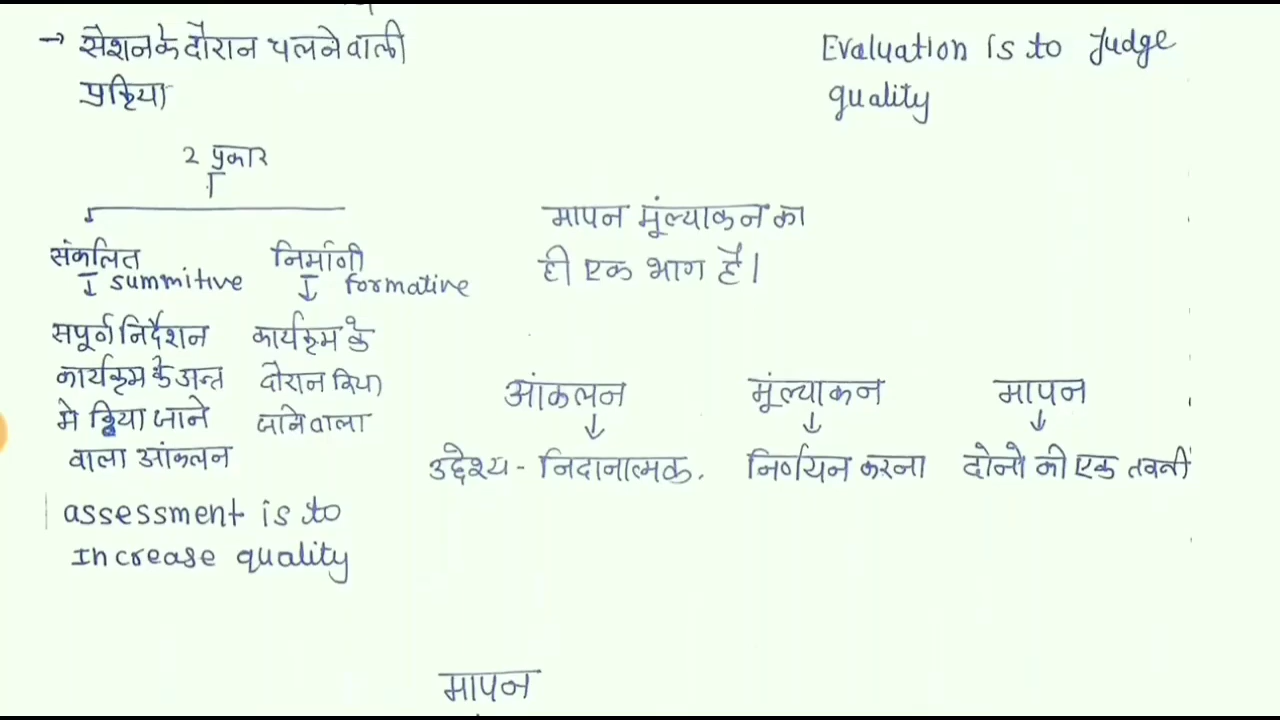 → सेशन के दौरान चलने वाली
प्रक्रिया
2 प्रकार
संकलित
summitive
सपूर्ण निर्देशन
कार्यक्रम के अन्त
मे किया जाने
वाला आंकलन
निर्माणी
formative
कार्यक्रम के
दौरान किया
जाने वाला
assessment is to
increase quality
Evaluation is to Judge
quality
मापन मूंल्याकन का
ही एक भाग है।
आंकलन
उद्देश्य - निदानात्मक.
मूंल्याकन
निर्णयन करना
मापन
दोनो की एक तकनी
मापन